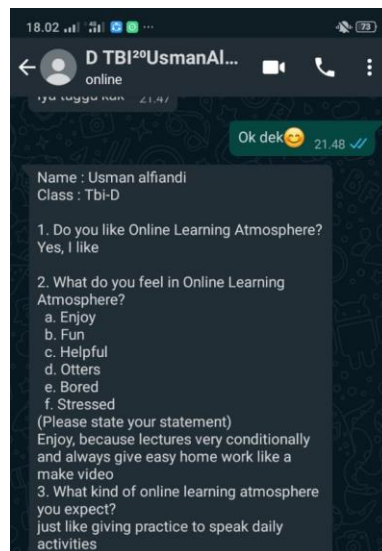 18.02
73
D TBI²⁰UsmanAl...
online
21.47
Ok dek😊 21.48
Name : Usman alfiandi
Class : Tbi-D
1. Do you like Online Learning Atmosphere?
Yes, I like
2. What do you feel in Online Learning
Atmosphere?
a. Enjoy
b. Fun
c. Helpful
d. Otters
e. Bored
f. Stressed
(Please state your statement)
Enjoy, because lectures very conditionally
and always give easy home work like a
make video
3. What kind of online learning atmosphere
you expect?
just like giving practice to speak daily
activities